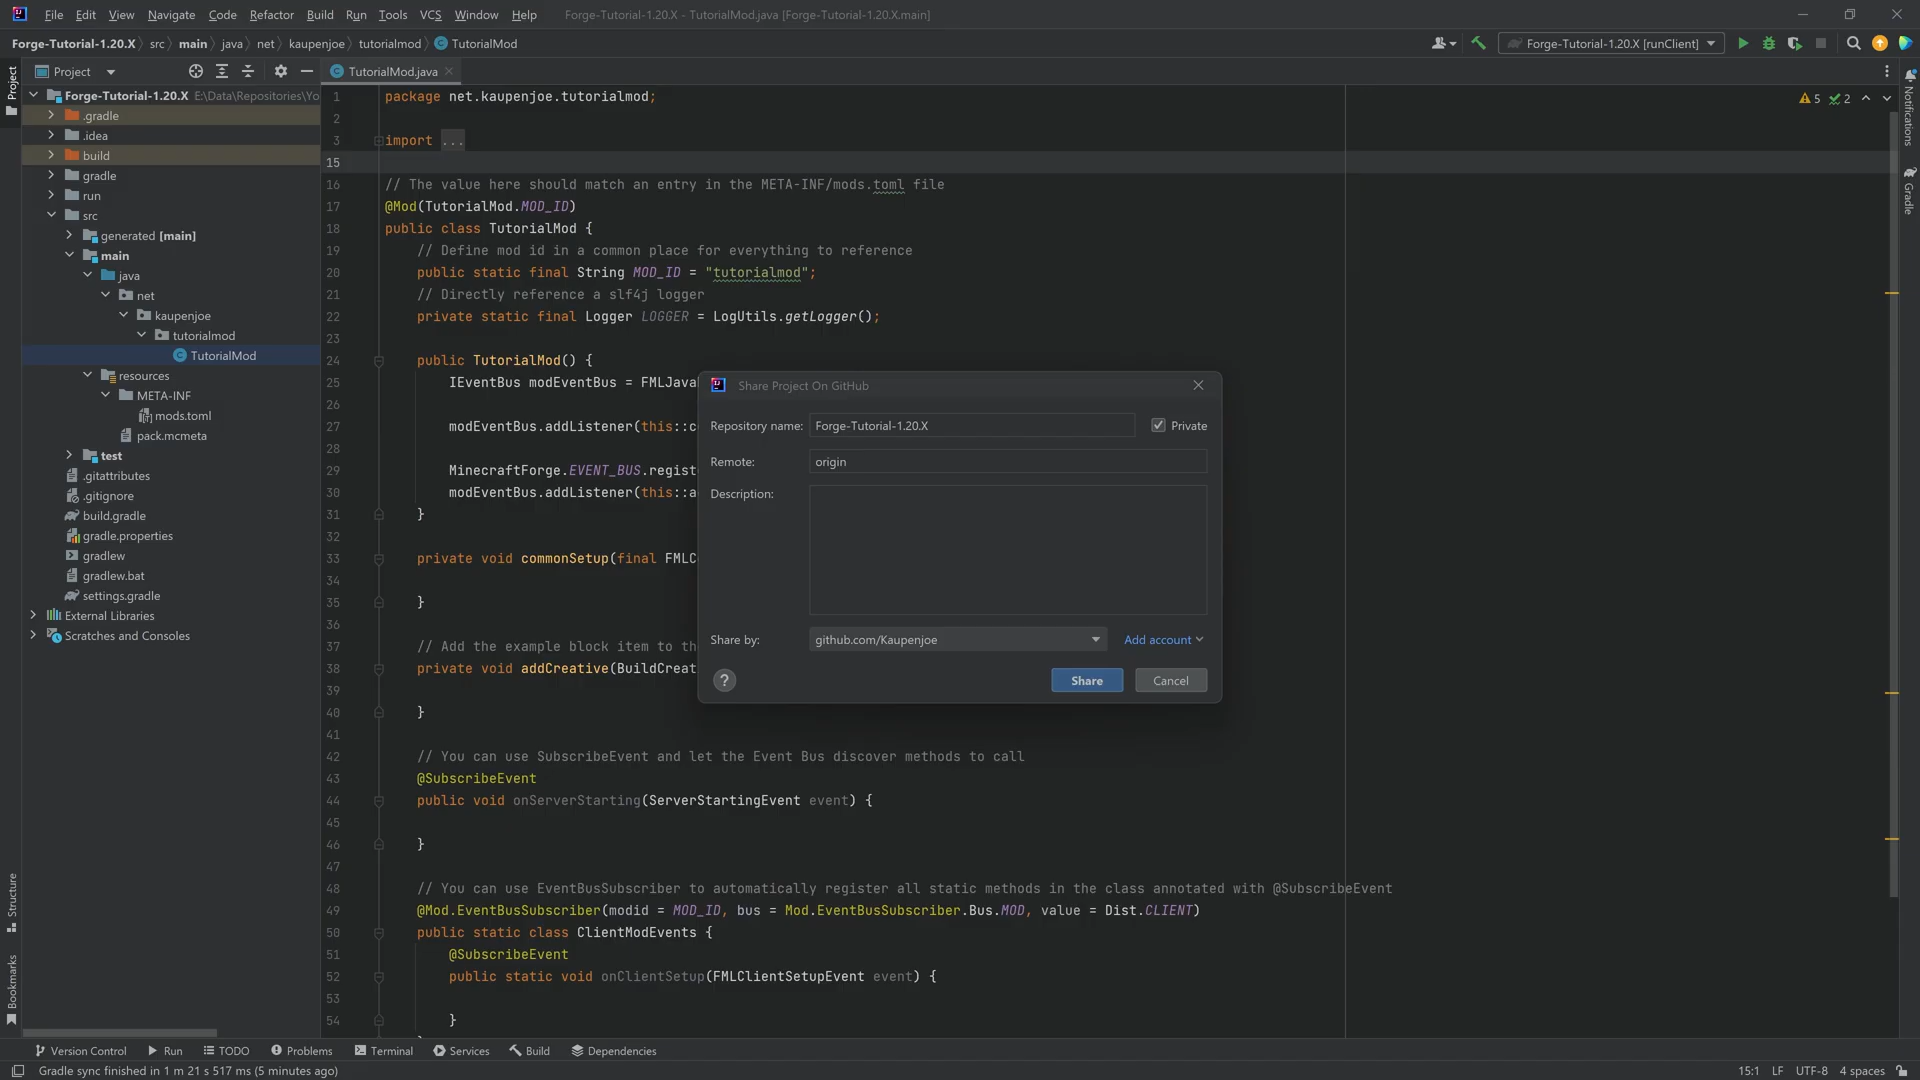 File Edit View Navigate Code Refactor Build Run Tools VCS Window Help Forge-Tutorial-1.20.X - TutorialMod.java [Forge-Tutorial-1.20.X.main]
Forge-Tutorial-1.20.X src main java net kaupenjoe tutorialmod TutorialMod Forge-Tutorial-1.20.X [runClient]
Project
TutorialMod.java
Project
Forge-Tutorial-1.20.X E:\Data\Repositories\Yo
.gradle
.idea
build
gradle
run
src
generated [main]
main
java
net
kaupenjoe
tutorialmod
TutorialMod
resources
META-INF
mods.toml
pack.mcmeta
test
.gitattributes
.gitignore
build.gradle
gradle.properties
gradlew
gradlew.bat
settings.gradle
External Libraries
Scratches and Consoles
Structure
Bookmarks
5 2
Notifications
Gradle
1 package net.kaupenjoe.tutorialmod;
2
3 import ...
15
16 // The value here should match an entry in the META-INF/mods.toml file
17 @Mod(TutorialMod.MOD_ID)
18 public class TutorialMod {
19 // Define mod id in a common place for everything to reference
20 public static final String MOD_ID = "tutorialmod";
21 // Directly reference a slf4j logger
22 private static final Logger LOGGER = LogUtils.getLogger();
23
24 public TutorialMod() {
25 IEventBus modEventBus = FMLJava
26
27 modEventBus.addListener(this::c
28
29 MinecraftForge.EVENT_BUS.regist
30 modEventBus.addListener(this::a
31 }
32
33 private void commonSetup(final FMLC
34
35 }
36
37 // Add the example block item to th
38 private void addCreative(BuildCreat
39
40 }
41
42 // You can use SubscribeEvent and let the Event Bus discover methods to call
43 @SubscribeEvent
44 public void onServerStarting(ServerStartingEvent event) {
45
46 }
47
48 // You can use EventBusSubscriber to automatically register all static methods in the class annotated with @SubscribeEvent
49 @Mod.EventBusSubscriber(modid = MOD_ID, bus = Mod.EventBusSubscriber.Bus.MOD, value = Dist.CLIENT)
50 public static class ClientModEvents {
51 @SubscribeEvent
52 public static void onClientSetup(FMLClientSetupEvent event) {
53
54 }
Share Project On GitHub
Repository name: Forge-Tutorial-1.20.X Private
Remote: origin
Description:
Share by: github.com/Kaupenjoe Add account
? Share Cancel
Version Control Run TODO Problems Terminal Services Build Dependencies
Gradle sync finished in 1 m 21 s 517 ms (5 minutes ago) 15:1 LF UTF-8 4 spaces